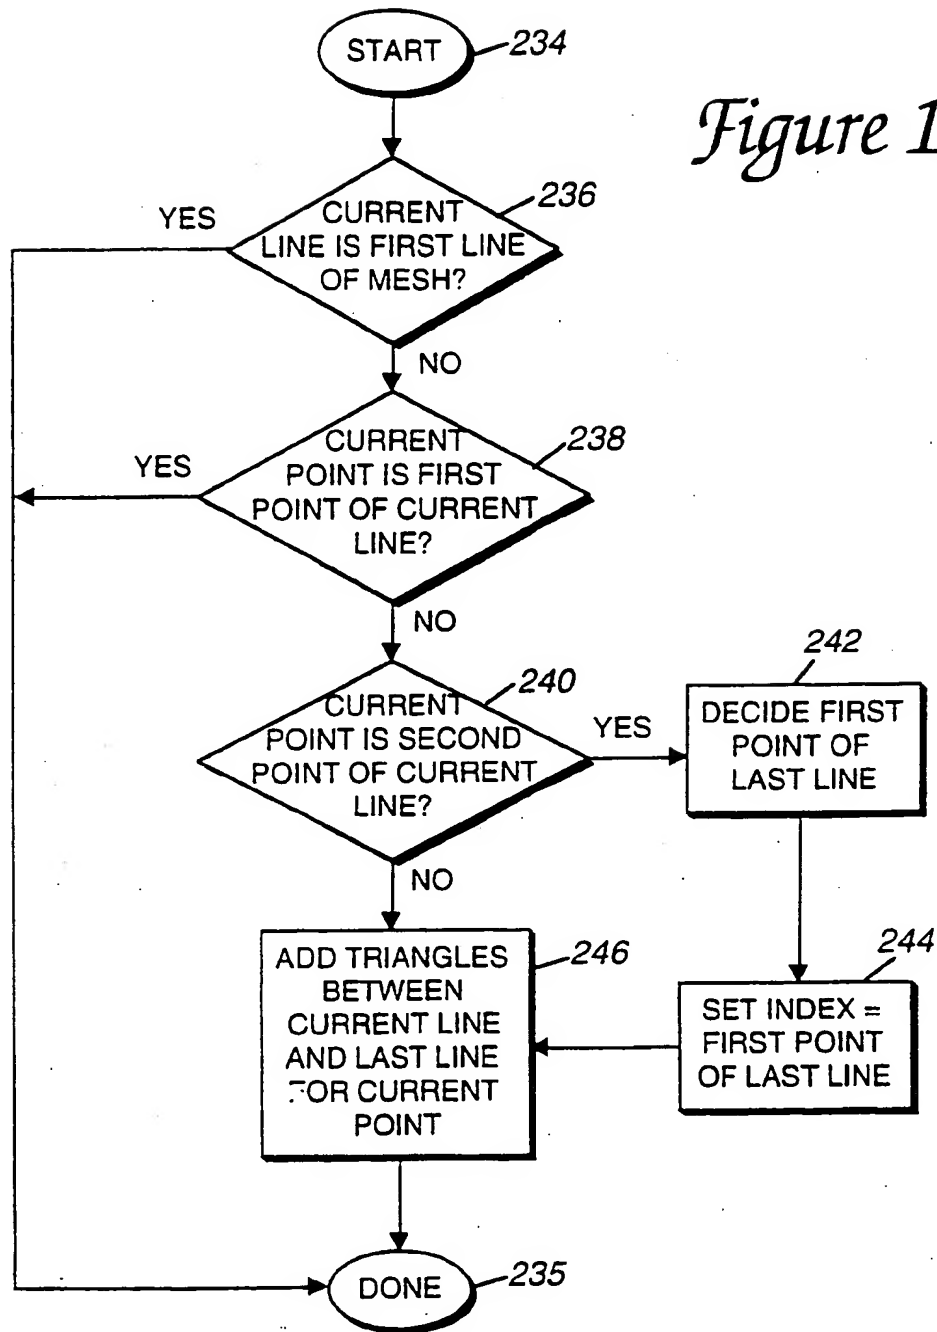 START
234
Figure 1
236
YES
CURRENT
LINE IS FIRST LINE
OF MESH?
NO
238
YES
CURRENT
POINT IS FIRST
POINT OF CURRENT
LINE?
NO
240
CURRENT
POINT IS SECOND
POINT OF CURRENT
LINE?
YES
242
DECIDE FIRST
POINT OF
LAST LINE
NO
244
SET INDEX =
FIRST POINT
OF LAST LINE
246
ADD TRIANGLES
BETWEEN
CURRENT LINE
AND LAST LINE
FOR CURRENT
POINT
DONE
235